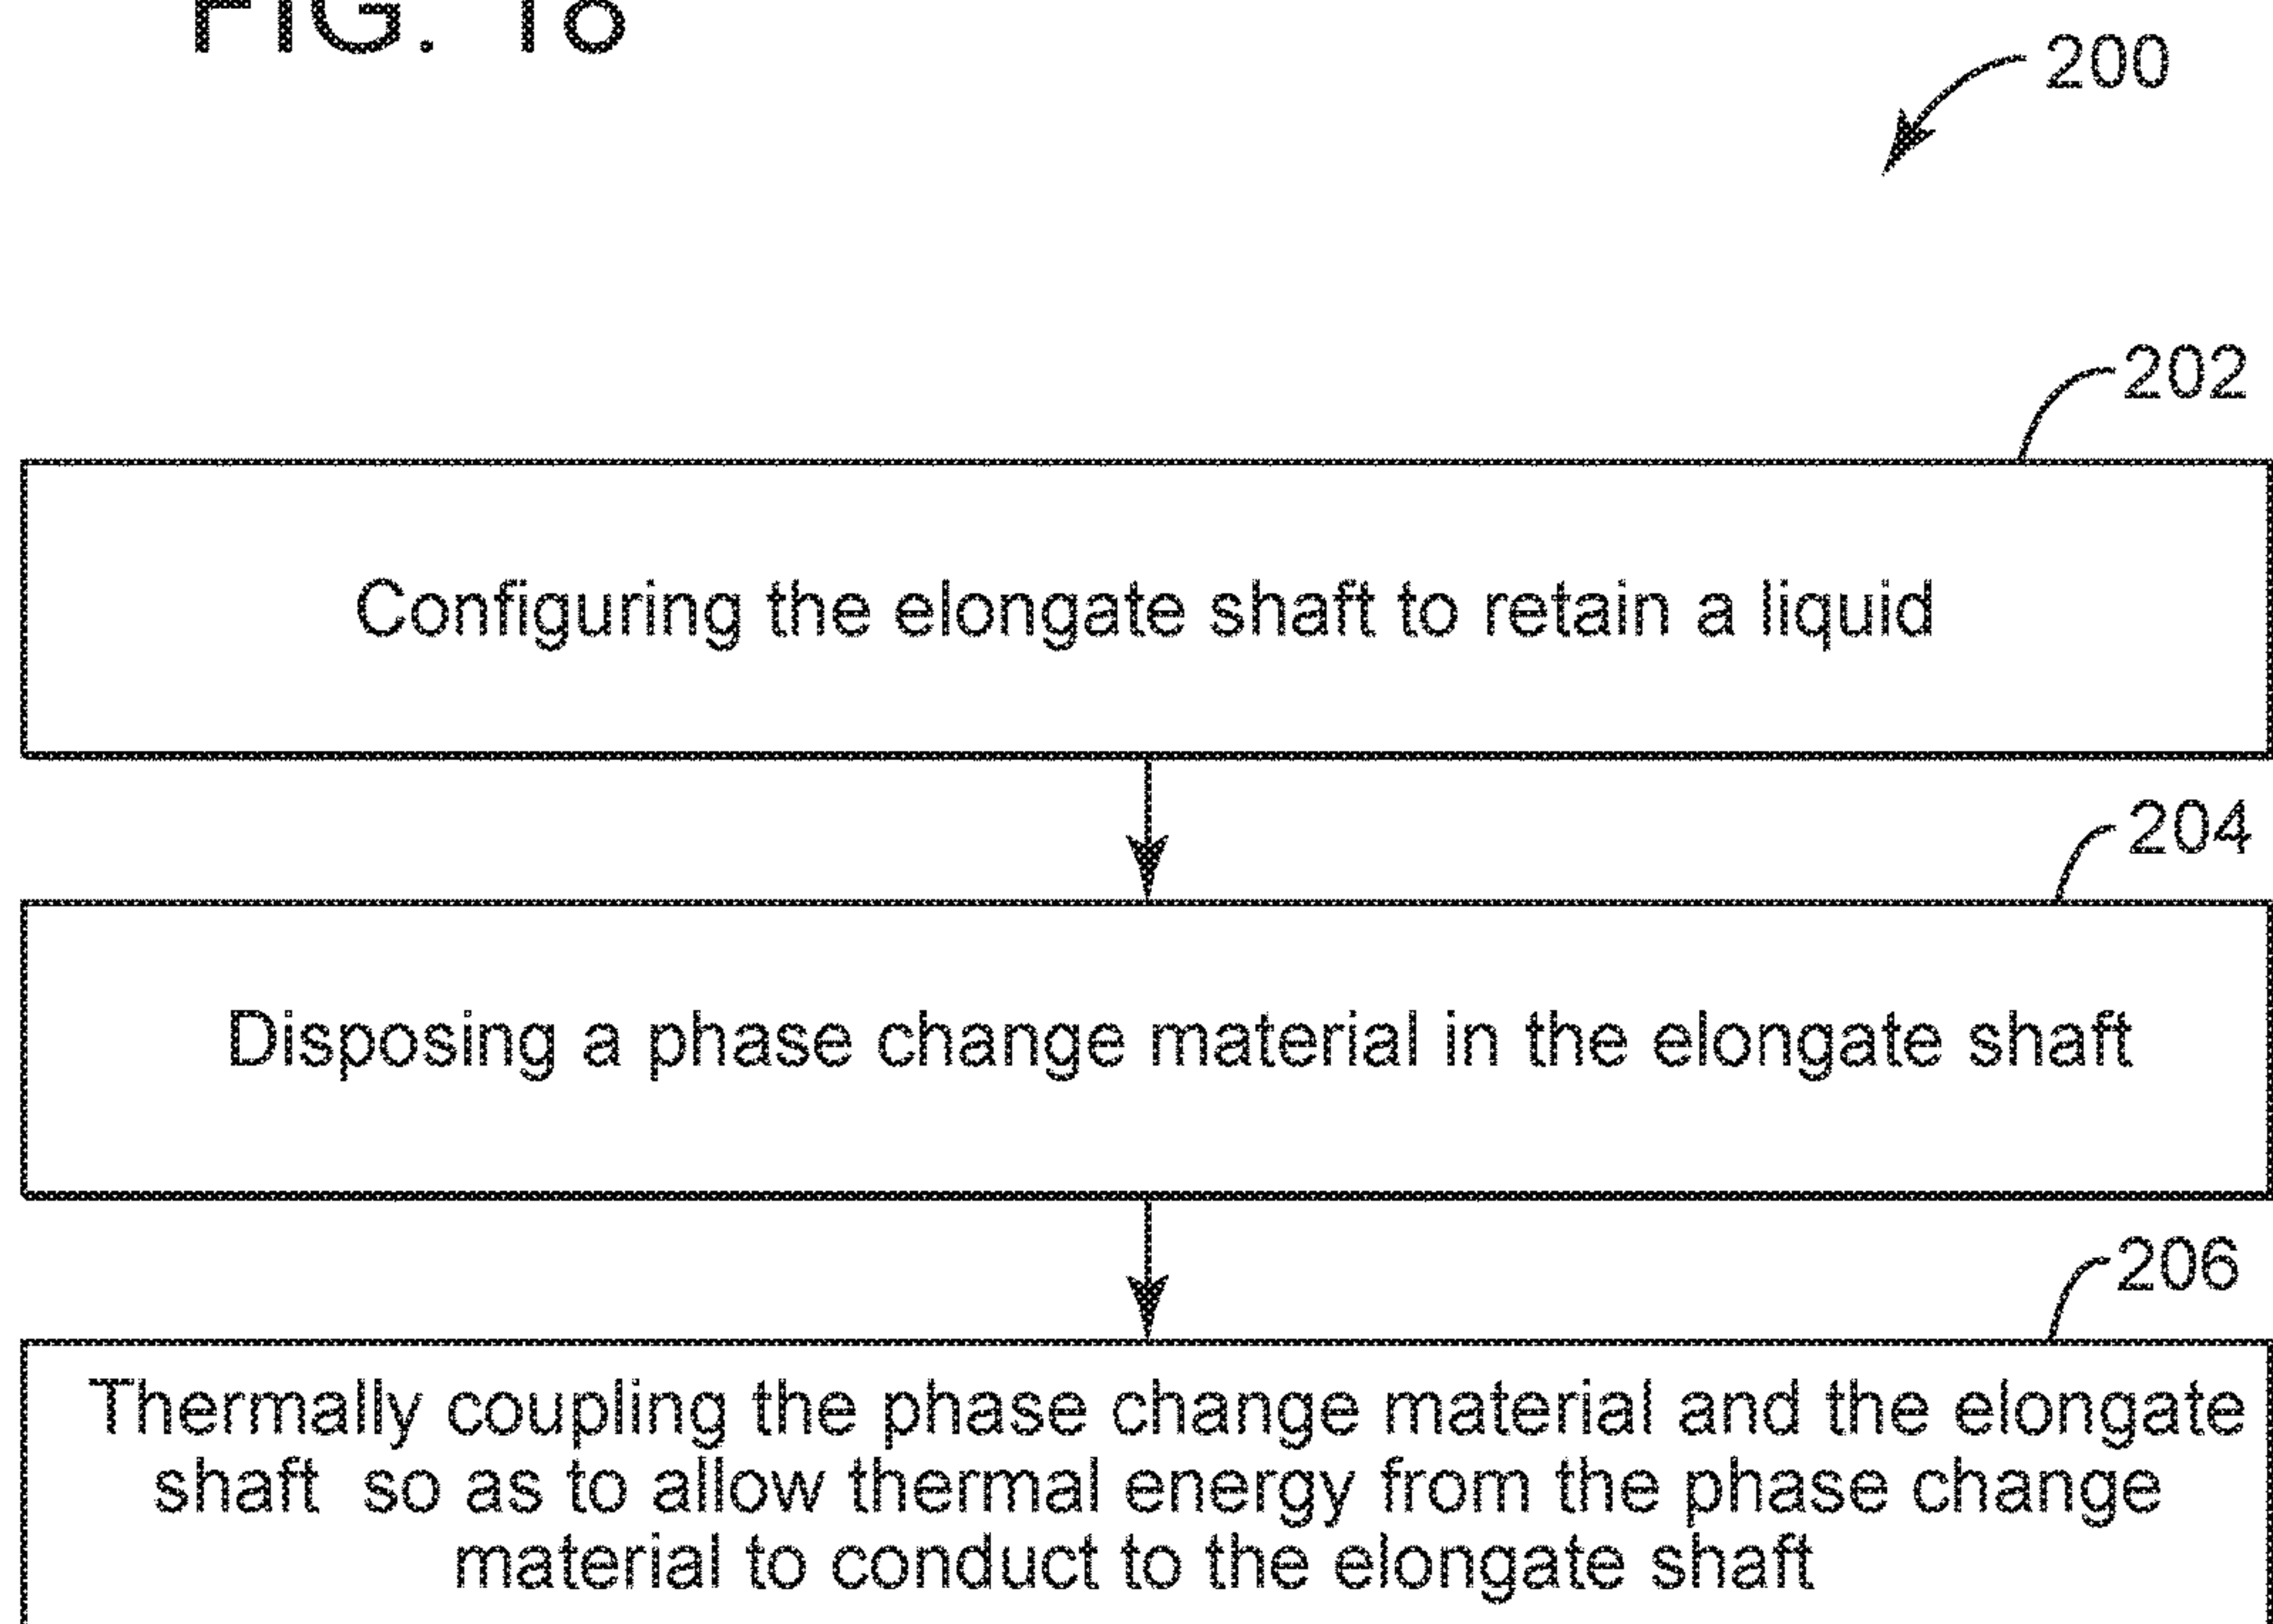 FIG. 18
200
202
Configuring the elongate shaft to retain a liquid
204
Disposing a phase change material in the elongate shaft
206
Thermally coupling the phase change material and the elongate
shaft so as to allow thermal energy from the phase change
material to conduct to the elongate shaft